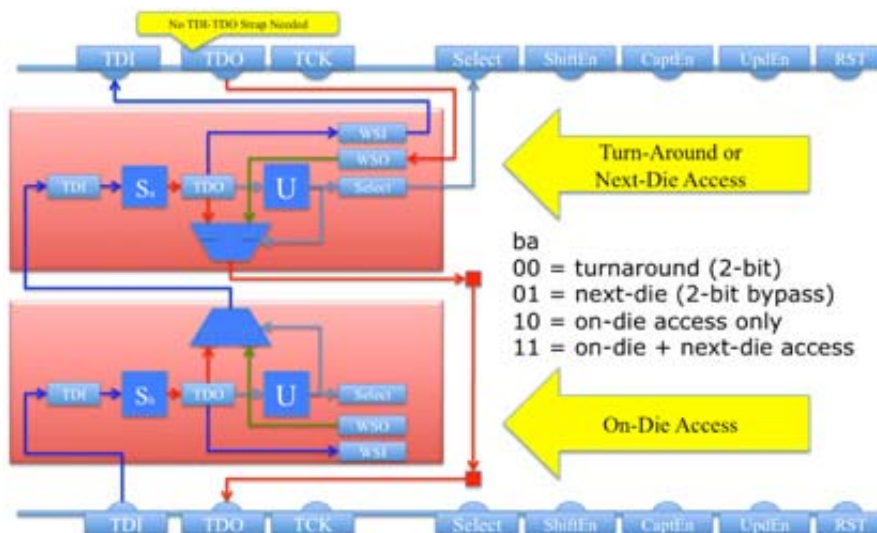 No TDI-TDO Strap Needed
TDI TDO TCK Select ShiftEn CaptEn UpdEn RST
WSI
WSO
TDI Sa TDO U Select
Turn-Around or
Next-Die Access
ba
00 = turnaround (2-bit)
01 = next-die (2-bit bypass)
10 = on-die access only
11 = on-die + next-die access
TDI Sb TDO U Select
WSO
WSI
On-Die Access
TDI TDO TCK Select ShiftEn CaptEn UpdEn RST